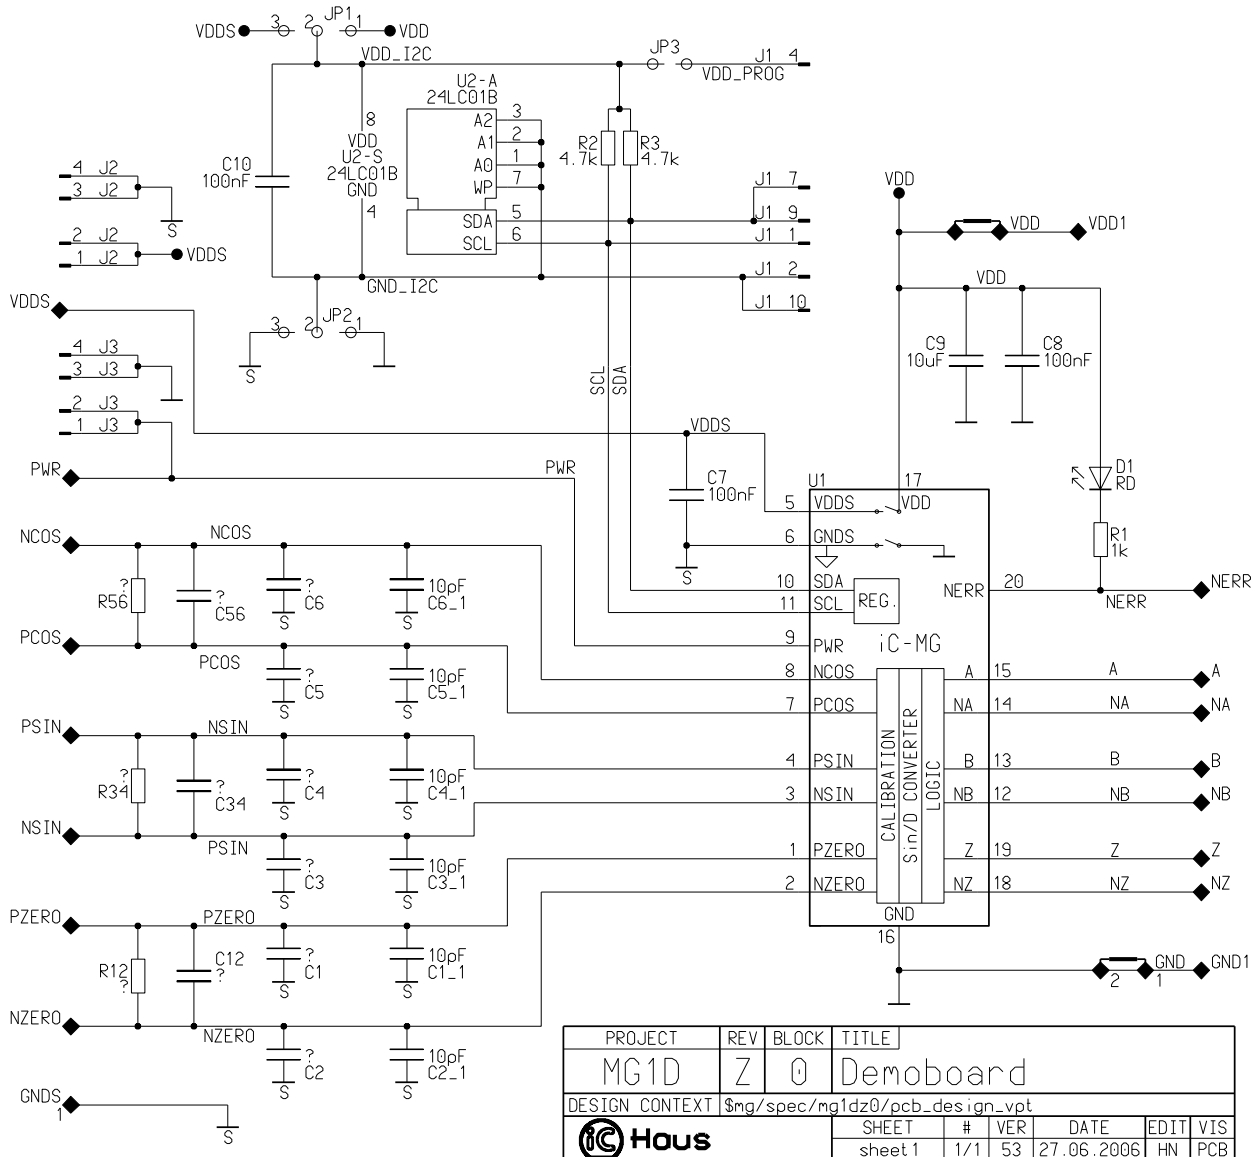 VDDS 3 2 JP1 1 VDD
VDD_I2C
JP3
J1 4
VDD_PROG
U2-A
24LC01B
A2 3
A1 2
A0 1
WP 7
SDA 5
SCL 6
8
VDD
U2-S
24LC01B
GND
4
C10
100nF
R2
4.7k
R3
4.7k
J1 7
J1 9
J1 1
J1 2
J1 10
GND_I2C
3 2 JP2 1
S
4 J2
3 J2
S
2 J2
1 J2
VDDS
VDDS
4 J3
3 J3
2 J3
1 J3
SCL
SDA
VDD
VDD
VDD1
VDD
C9
10uF
C8
100nF
D1
RD
R1
1k
VDDS
C7
100nF
S
PWR
PWR
NCOS
NCOS
?
R56
?
C56
?
C6
S
10pF
C6_1
S
PCOS
PCOS
?
C5
S
10pF
C5_1
S
PSIN
NSIN
?
R34
?
C34
?
C4
S
10pF
C4_1
S
NSIN
PSIN
?
C3
S
10pF
C3_1
S
PZERO
PZERO
R12
?
C12
?
?
C1
S
10pF
C1_1
S
NZERO
NZERO
?
C2
S
10pF
C2_1
S
GNDS
1
S
U1
17
5 VDDS
VDD
6 GNDS
10 SDA
11 SCL
REG.
9 PWR
iC-MG
8 NCOS
7 PCOS
4 PSIN
3 NSIN
1 PZERO
2 NZERO
CALIBRATION
Sin/D CONVERTER
LOGIC
NERR 20
NERR
NERR
A 15 A A
NA 14 NA NA
B 13 B B
NB 12 NB NB
Z 19 Z Z
NZ 18 NZ NZ
GND
16
2
GND
1
GND1
PROJECT REV BLOCK TITLE
MG1D Z 0 Demoboard
DESIGN CONTEXT $mg/spec/mg1dz0/pcb_design_vpt
iC Haus
SHEET # VER DATE EDIT VIS
sheet1 1/1 53 27.06.2006 HN PCB